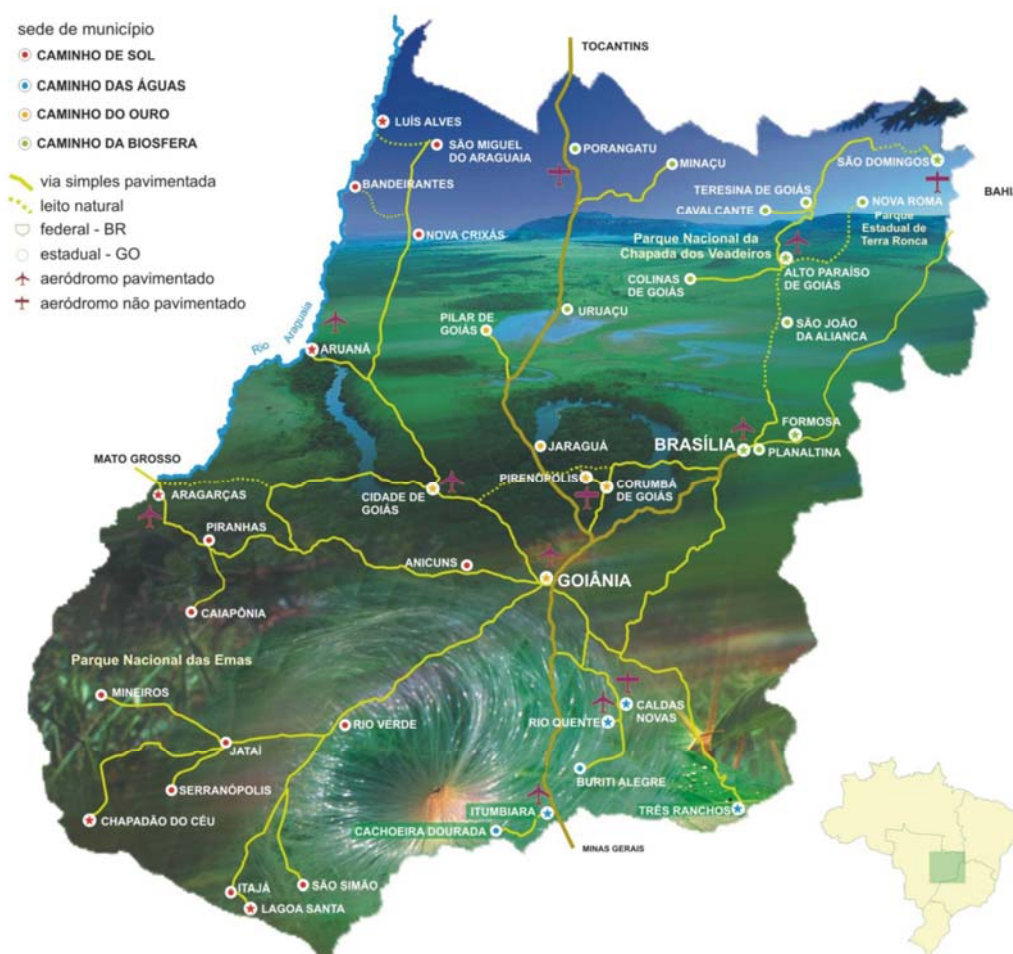 sede de município
CAMINHO DE SOL
CAMINHO DAS ÁGUAS
CAMINHO DO OURO
CAMINHO DA BIOSFERA
via simples pavimentada
leito natural
federal - BR
estadual - GO
aeródromo pavimentado
aeródromo não pavimentado
TOCANTINS
LUÍS ALVES
SÃO MIGUEL
DO ARAGUAIA
PORANGATU
MINAÇU
SÃO DOMINGOS
BANDEIRANTES
TERESINA DE GOIÁS
BAHI
CAVALCANTE
NOVA ROMA
Parque
Estadual de
Terra Ronca
NOVA CRIXÁS
Parque Nacional da
Chapada dos Veadeiros
ALTO PARAÍSO
DE GOIÁS
COLINAS
DE GOIÁS
Rio Araguaia
PILAR DE
GOIÁS
URUAÇU
SÃO JOÃO
DA ALIANCA
ARUANÃ
FORMOSA
BRASÍLIA
PLANALTINA
JARAGUÁ
MATO GROSSO
ARAGARÇAS
CIDADE DE
GOIÁS
PIRENÓPOLIS
CORUMBÁ
DE GOIÁS
PIRANHAS
ANICUNS
GOIÂNIA
CAIAPÔNIA
Parque Nacional das Emas
MINEIROS
RIO VERDE
CALDAS
NOVAS
RIO QUENTE
JATAÍ
BURITI ALEGRE
SERRANÓPOLIS
CHAPADÃO DO CÉU
ITUMBIARA
TRÊS RANCHOS
CACHOEIRA DOURADA
MINAS GERAIS
ITAJÁ
SÃO SIMÃO
LAGOA SANTA